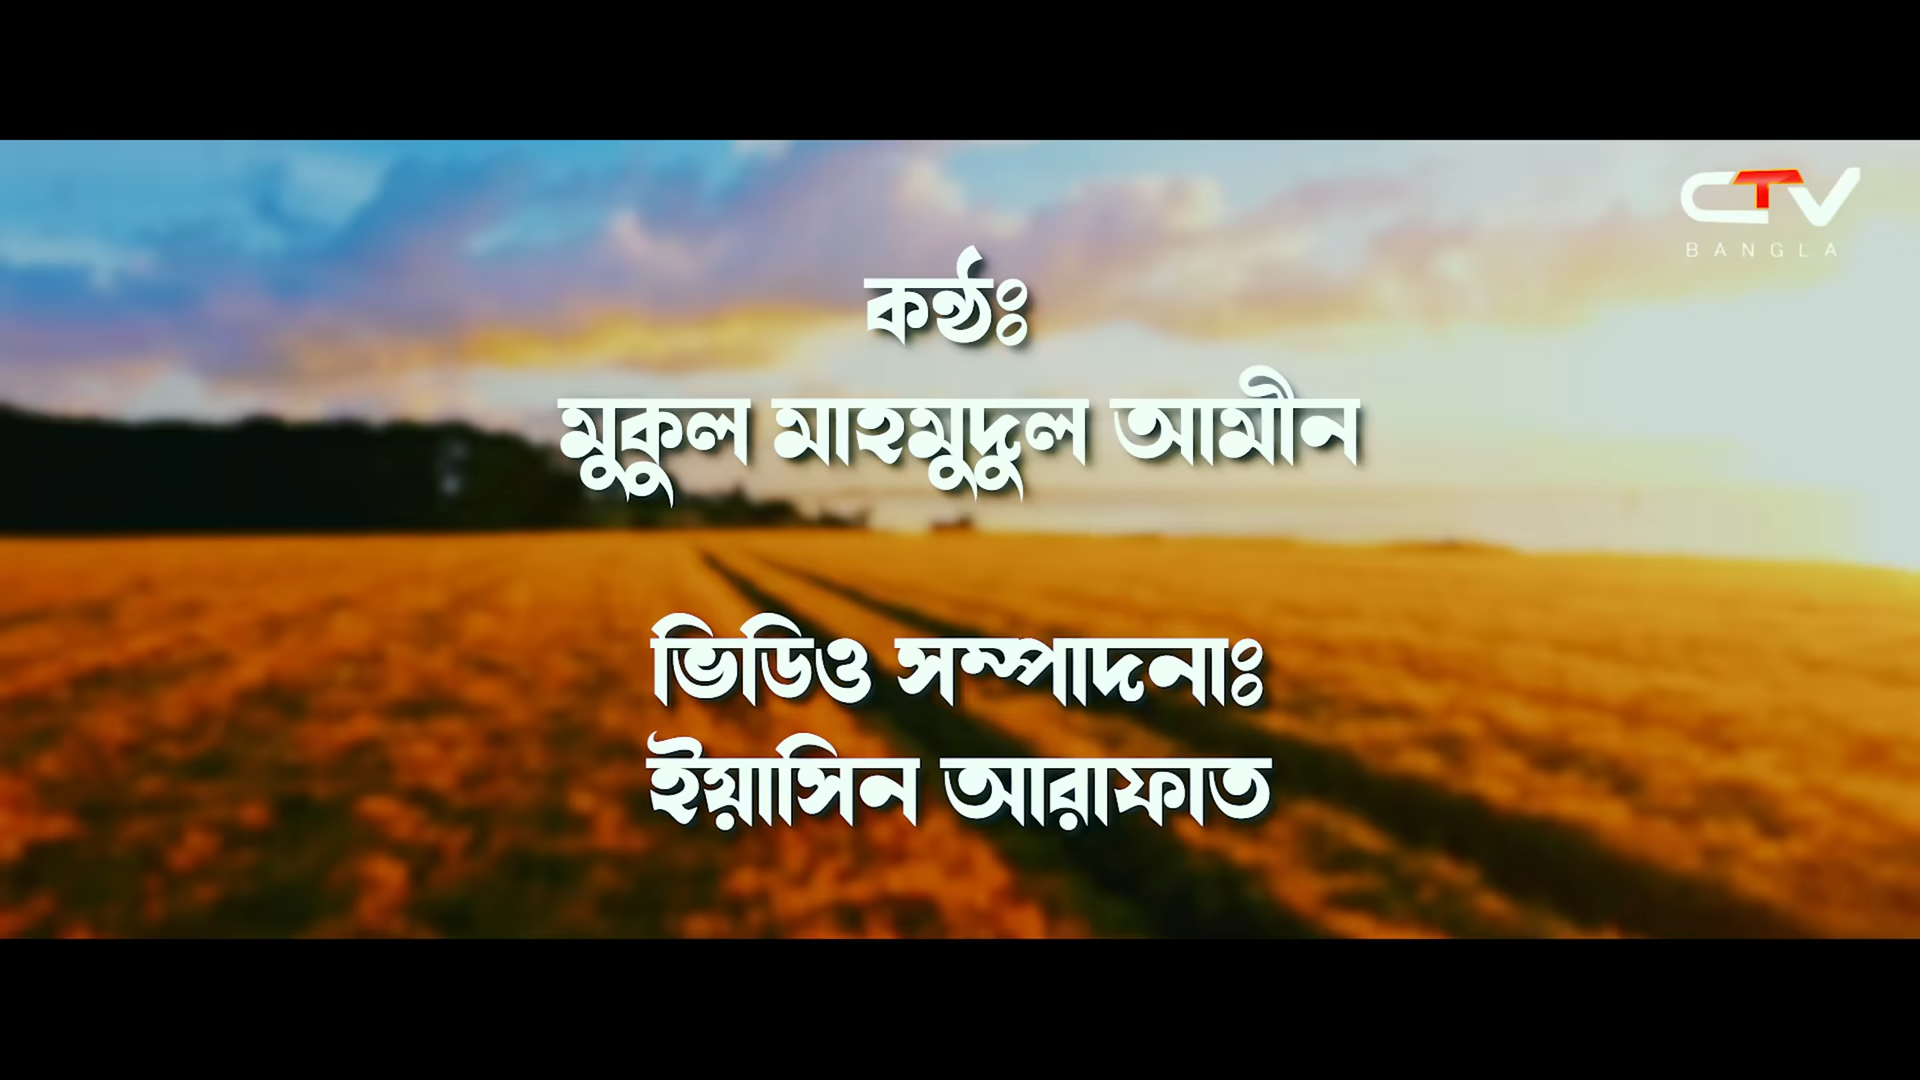 CTV
BANGLA
কন্ঠঃ
মুকুল মাহমুদুল আমীন
ভিডিও সম্পাদনাঃ
ইয়াসিন আরাফাত